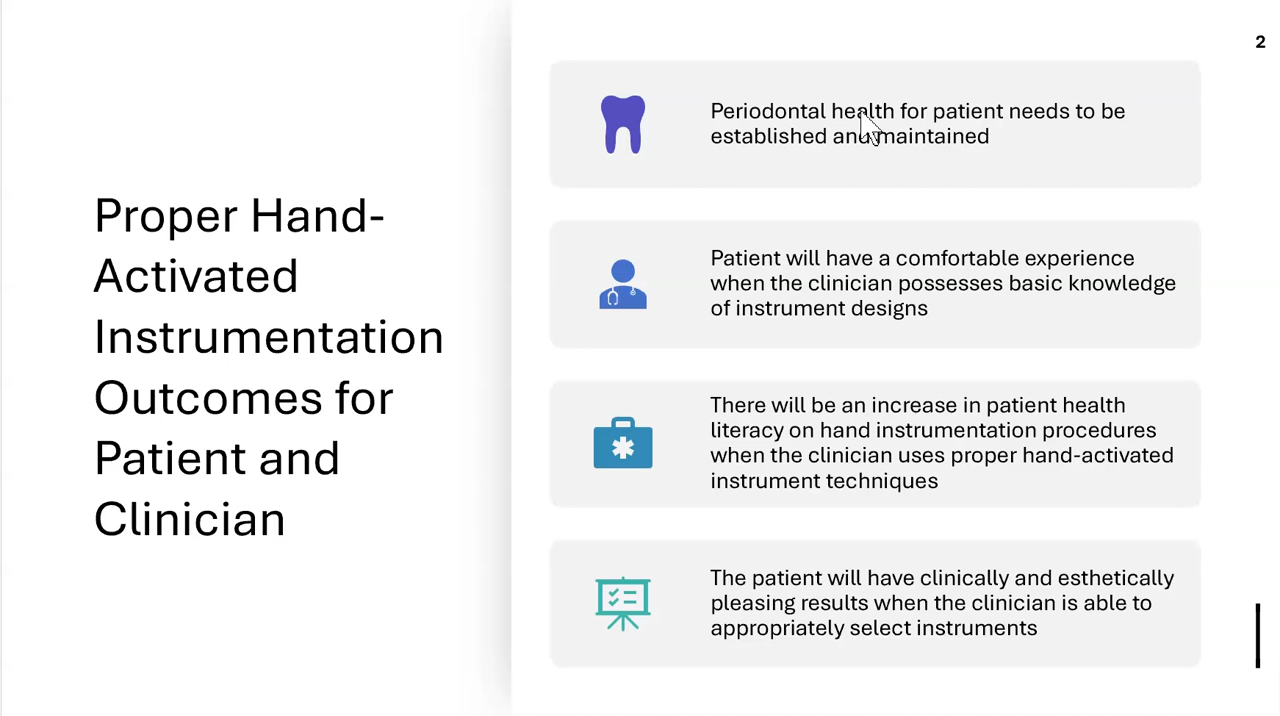 2
Proper Hand-
Activated
Instrumentation
Outcomes for
Patient and
Clinician
Periodontal health for patient needs to be
established and maintained
Patient will have a comfortable experience
when the clinician possesses basic knowledge
of instrument designs
There will be an increase in patient health
literacy on hand instrumentation procedures
when the clinician uses proper hand-activated
instrument techniques
The patient will have clinically and esthetically
pleasing results when the clinician is able to
appropriately select instruments